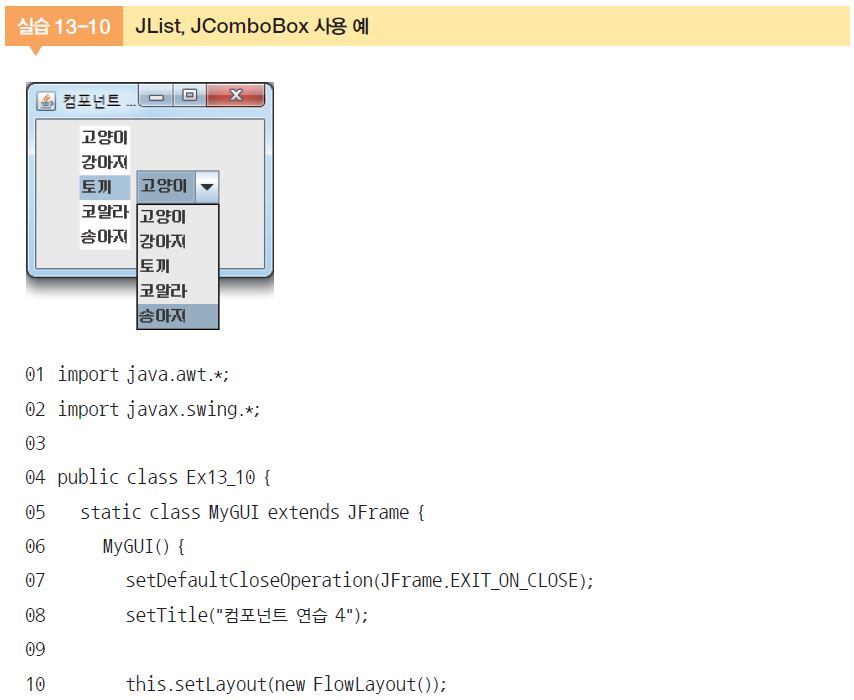 실습 13-10 JList, JComboBox 사용 예
컴포넌트 ...
고양이
강아지
토끼
코알라
송아지
고양이
고양이
강아지
토끼
코알라
송아지
01 import java.awt.*;
02 import javax.swing.*;
03
04 public class Ex13_10 {
05 static class MyGUI extends JFrame {
06 MyGUI() {
07 setDefaultCloseOperation(JFrame.EXIT_ON_CLOSE);
08 setTitle("컴포넌트 연습 4");
09
10 this.setLayout(new FlowLayout());